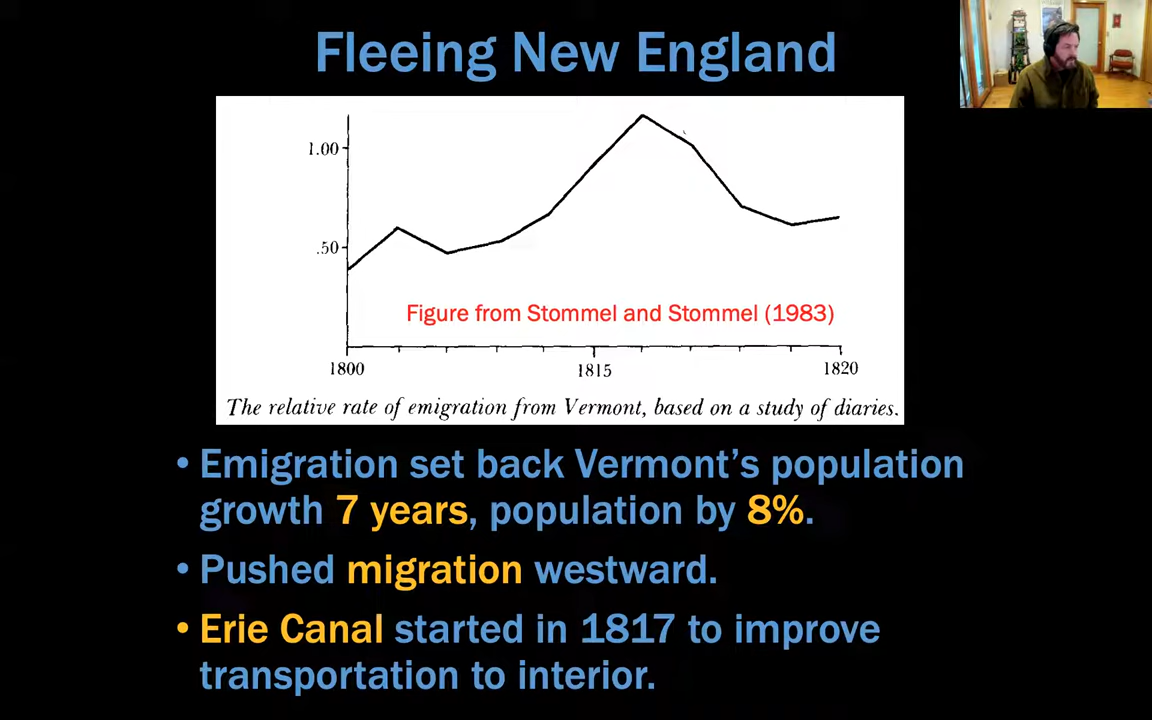 Fleeing New England
1.00
.50
Figure from Stommel and Stommel (1983)
1800 1815 1820
The relative rate of emigration from Vermont, based on a study of diaries.
• Emigration set back Vermont’s population
growth 7 years, population by 8%.
• Pushed migration westward.
• Erie Canal started in 1817 to improve
transportation to interior.